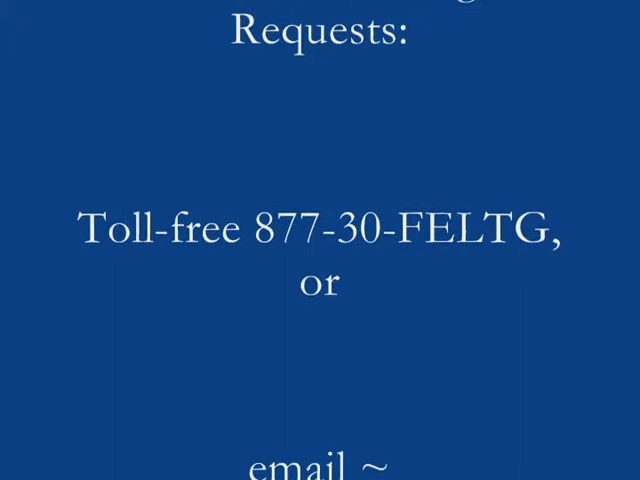 Requests:
Toll-free 877-30-FELTG,
or
email ~